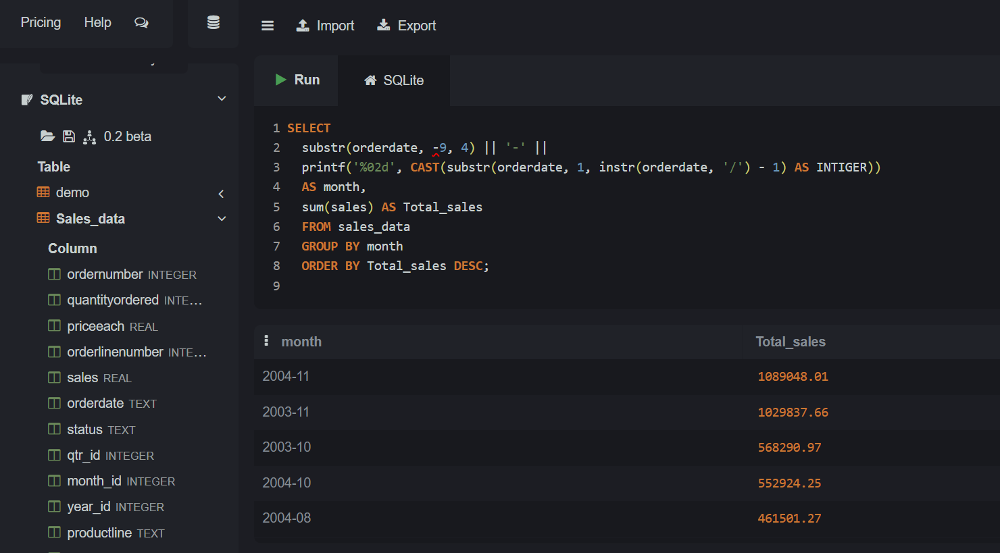 Pricing Help
Import Export
Run SQLite
SQLite
0.2 beta
Table
demo
Sales_data
Column
ordernumber INTEGER
quantityordered INTE...
priceeach REAL
orderlinenumber INTE...
sales REAL
orderdate TEXT
status TEXT
qtr_id INTEGER
month_id INTEGER
year_id INTEGER
productline TEXT
1 SELECT
2 substr(orderdate, -9, 4) || '-' ||
3 printf('%02d', CAST(substr(orderdate, 1, instr(orderdate, '/') - 1) AS INTIGER))
4 AS month,
5 sum(sales) AS Total_sales
6 FROM sales_data
7 GROUP BY month
8 ORDER BY Total_sales DESC;
9
month Total_sales
2004-11 1089048.01
2003-11 1029837.66
2003-10 568290.97
2004-10 552924.25
2004-08 461501.27